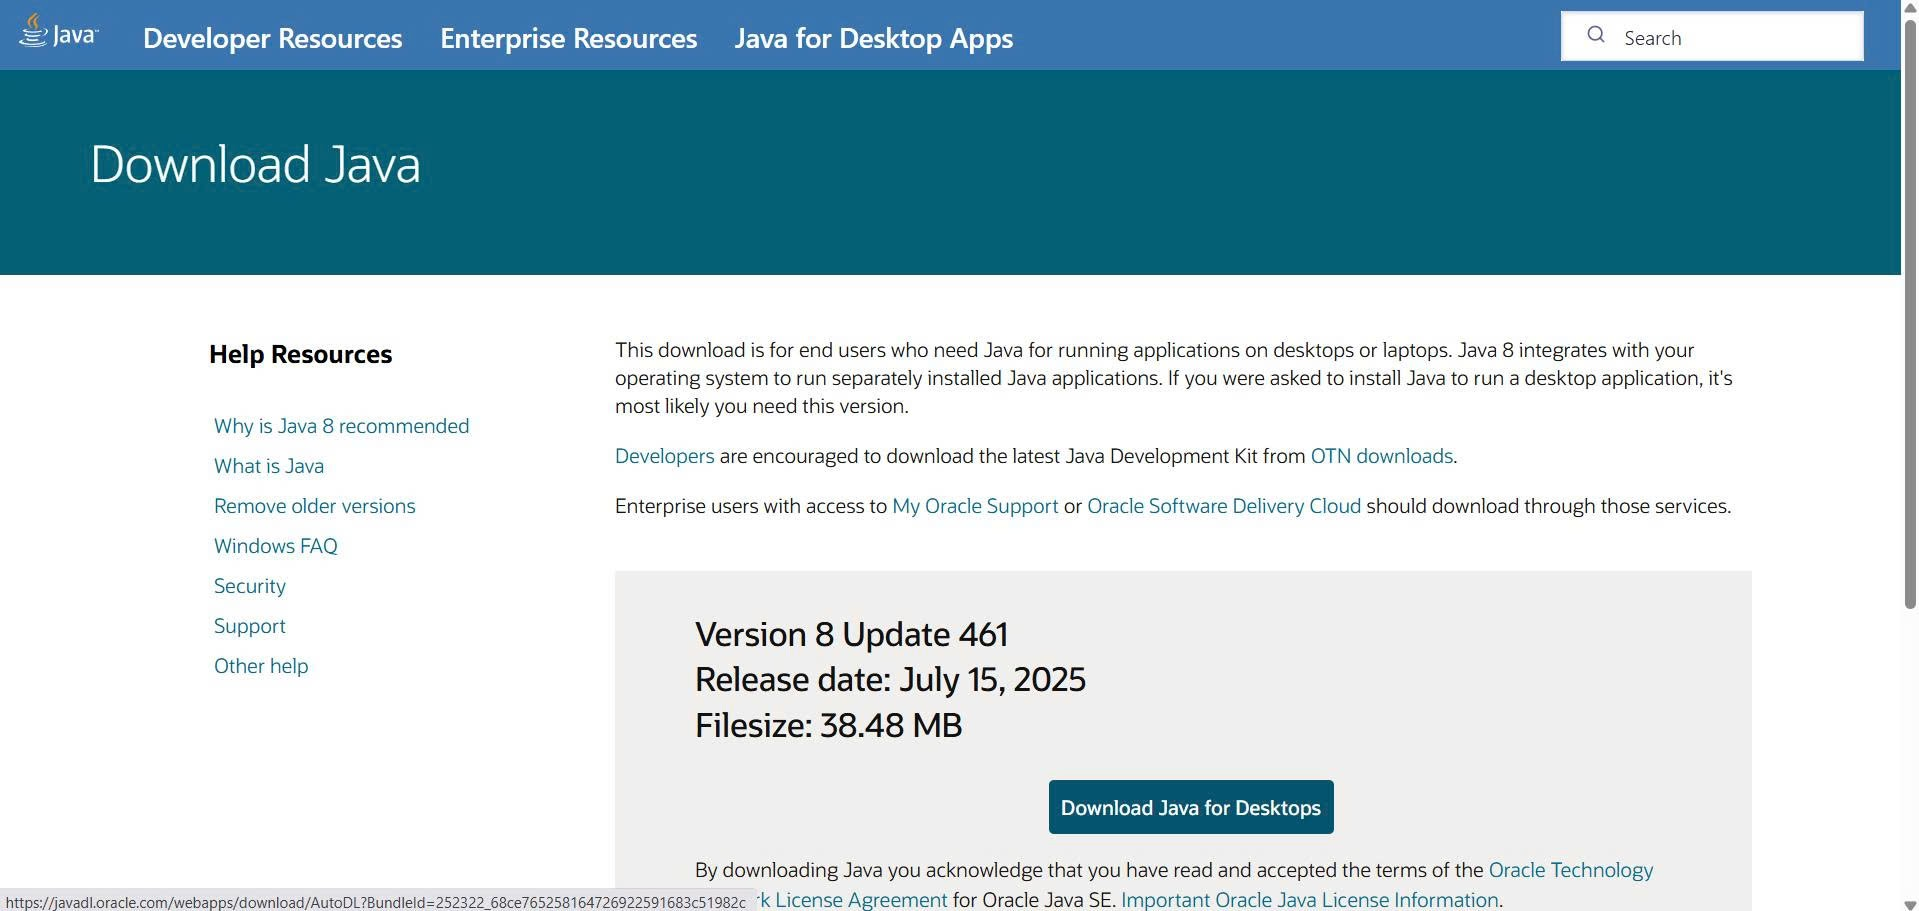 Java
Developer Resources
Enterprise Resources
Java for Desktop Apps
Search
Download Java
Help Resources
Why is Java 8 recommended
What is Java
Remove older versions
Windows FAQ
Security
Support
Other help
This download is for end users who need Java for running applications on desktops or laptops. Java 8 integrates with your
operating system to run separately installed Java applications. If you were asked to install Java to run a desktop application, it's
most likely you need this version.
Developers are encouraged to download the latest Java Development Kit from OTN downloads.
Enterprise users with access to My Oracle Support or Oracle Software Delivery Cloud should download through those services.
Version 8 Update 461
Release date: July 15, 2025
Filesize: 38.48 MB
Download Java for Desktops
By downloading Java you acknowledge that you have read and accepted the terms of the Oracle Technology
rk License Agreement for Oracle Java SE. Important Oracle Java License Information.
https://javadl.oracle.com/webapps/download/AutoDL?BundleId=252322_68ce765258164726922591683c51982c